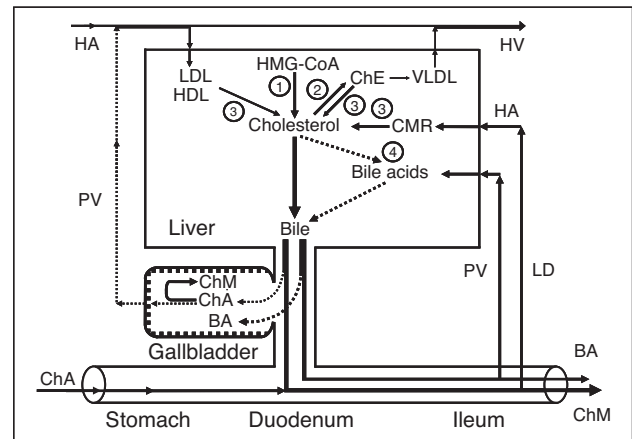 HA
HV
HMG-CoA
LDL
HDL
ChE
VLDL
1
2
3
3
3
HA
Cholesterol
CMR
4
Bile acids
PV
Liver
Bile
PV
LD
ChM
ChA
BA
Gallbladder
BA
ChA
ChM
Stomach
Duodenum
Ileum